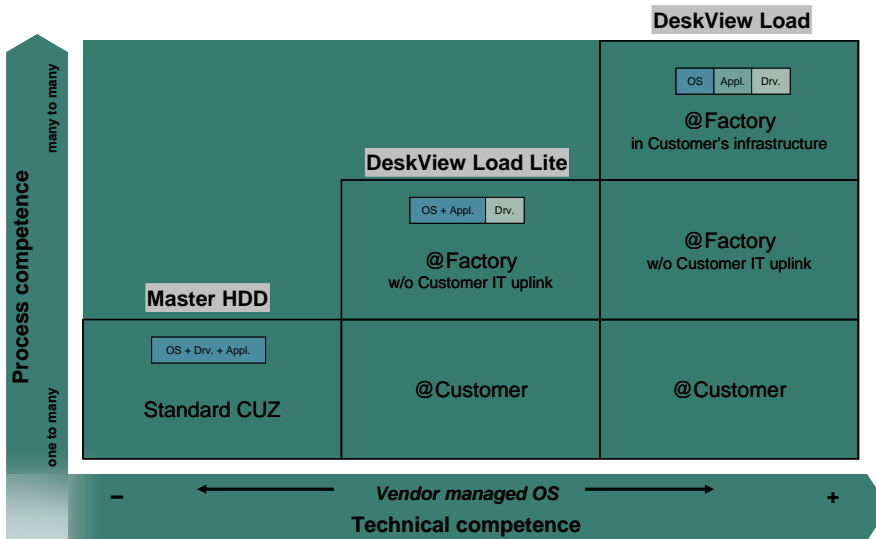 DeskView Load
OS Appl. Drv.
@Factory
in Customer's infrastructure
DeskView Load Lite
OS + Appl. Drv.
@Factory
w/o Customer IT uplink
@Factory
w/o Customer IT uplink
Master HDD
OS + Drv. + Appl.
Standard CUZ
@Customer
@Customer
Process competence
many to many
one to many
– Vendor managed OS +
Technical competence